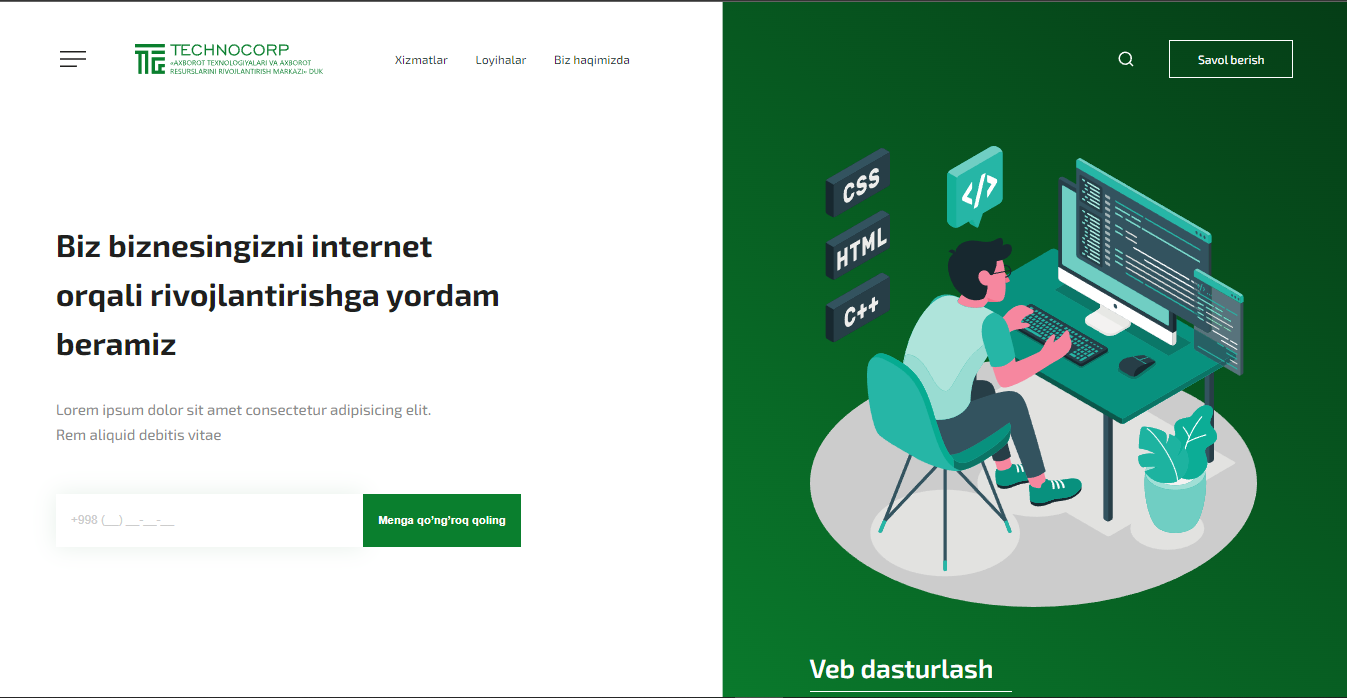 TECHNOCORP
«AXBOROT TEXNOLOGIYALARI VA AXBOROT
RESURSLARINI RIVOJLANTIRISH MARKAZI» DUK
Xizmatlar
Loyihalar
Biz haqimizda
Savol berish
Biz biznesingizni internet
orqali rivojlantirishga yordam
beramiz
Lorem ipsum dolor sit amet consectetur adipisicing elit.
Rem aliquid debitis vitae
+998 (__) __-__-__
Menga qo'ng'roq qoling
CSS
</>
HTML
C++
Veb dasturlash